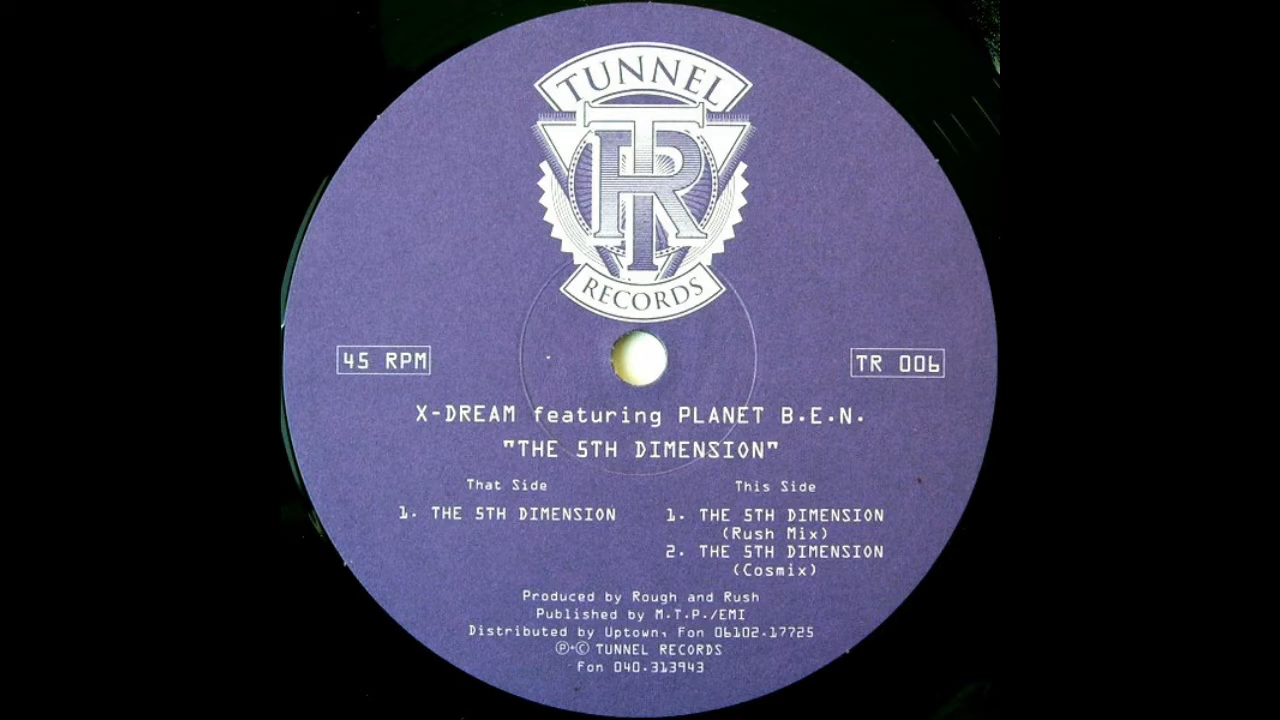 TUNNEL
TR
RECORDS
45 RPM
TR 006
X-DREAM featuring PLANET B.E.N.
"THE 5TH DIMENSION"
That Side
1. THE 5TH DIMENSION
This Side
1. THE 5TH DIMENSION
(Rush Mix)
2. THE 5TH DIMENSION
(Cosmix)
Produced by Rough and Rush
Published by M.T.P./EMI
Distributed by Uptown, Fon 06102.17725
℗+© TUNNEL RECORDS
Fon 040.313943